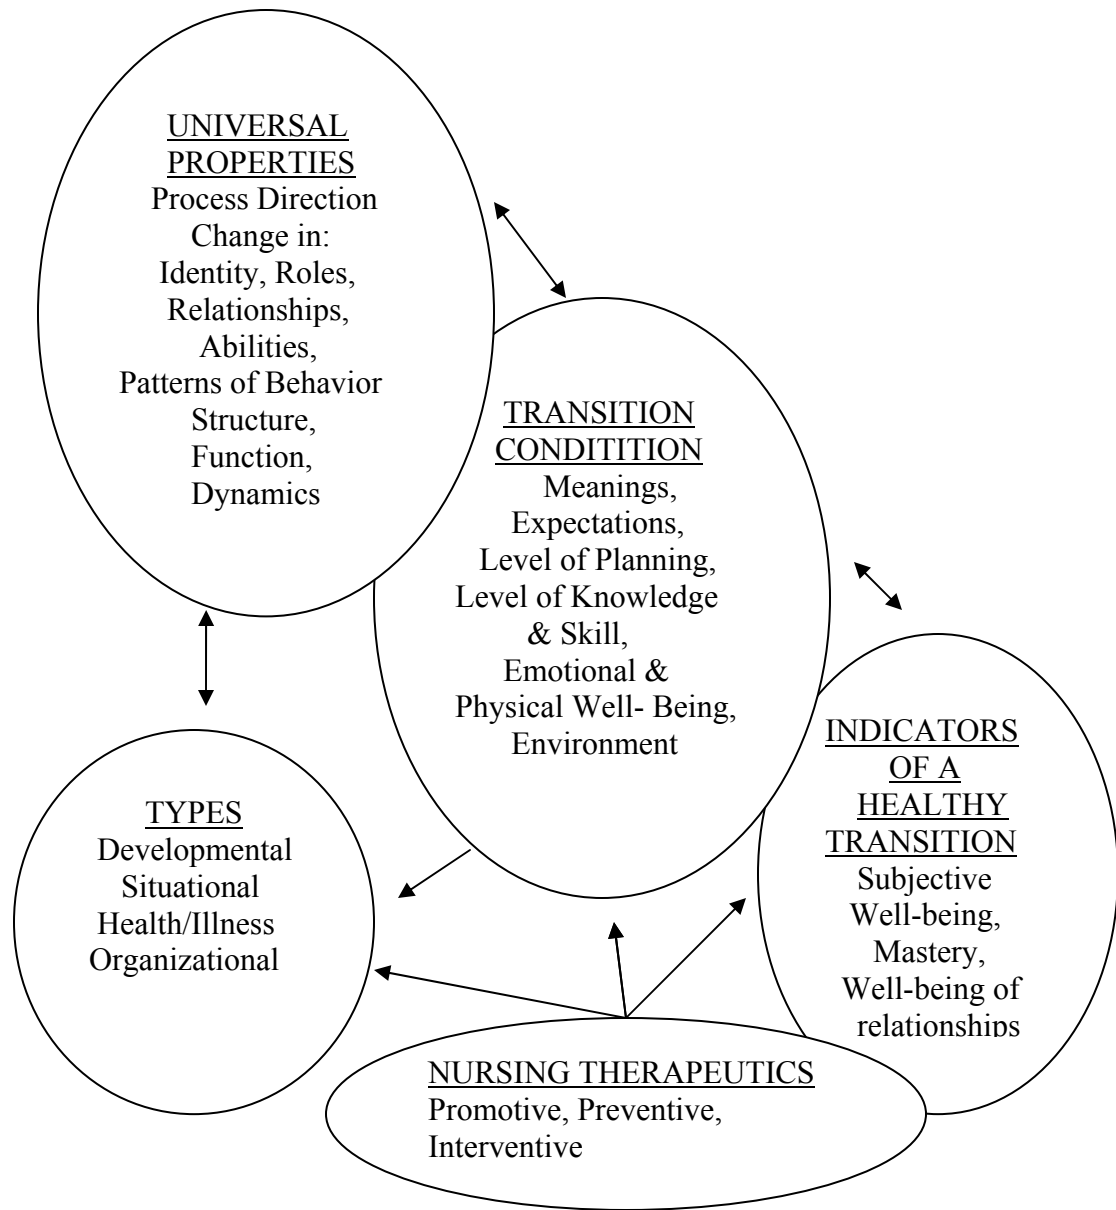 UNIVERSAL
PROPERTIES
Process Direction
Change in:
Identity, Roles,
Relationships,
Abilities,
Patterns of Behavior
Structure,
Function,
Dynamics
TRANSITION
CONDITITION
Meanings,
Expectations,
Level of Planning,
Level of Knowledge
& Skill,
Emotional &
Physical Well- Being,
Environment
INDICATORS
OF A
HEALTHY
TRANSITION
Subjective
Well-being,
Mastery,
Well-being of
relationships
TYPES
Developmental
Situational
Health/Illness
Organizational
NURSING THERAPEUTICS
Promotive, Preventive,
Interventive